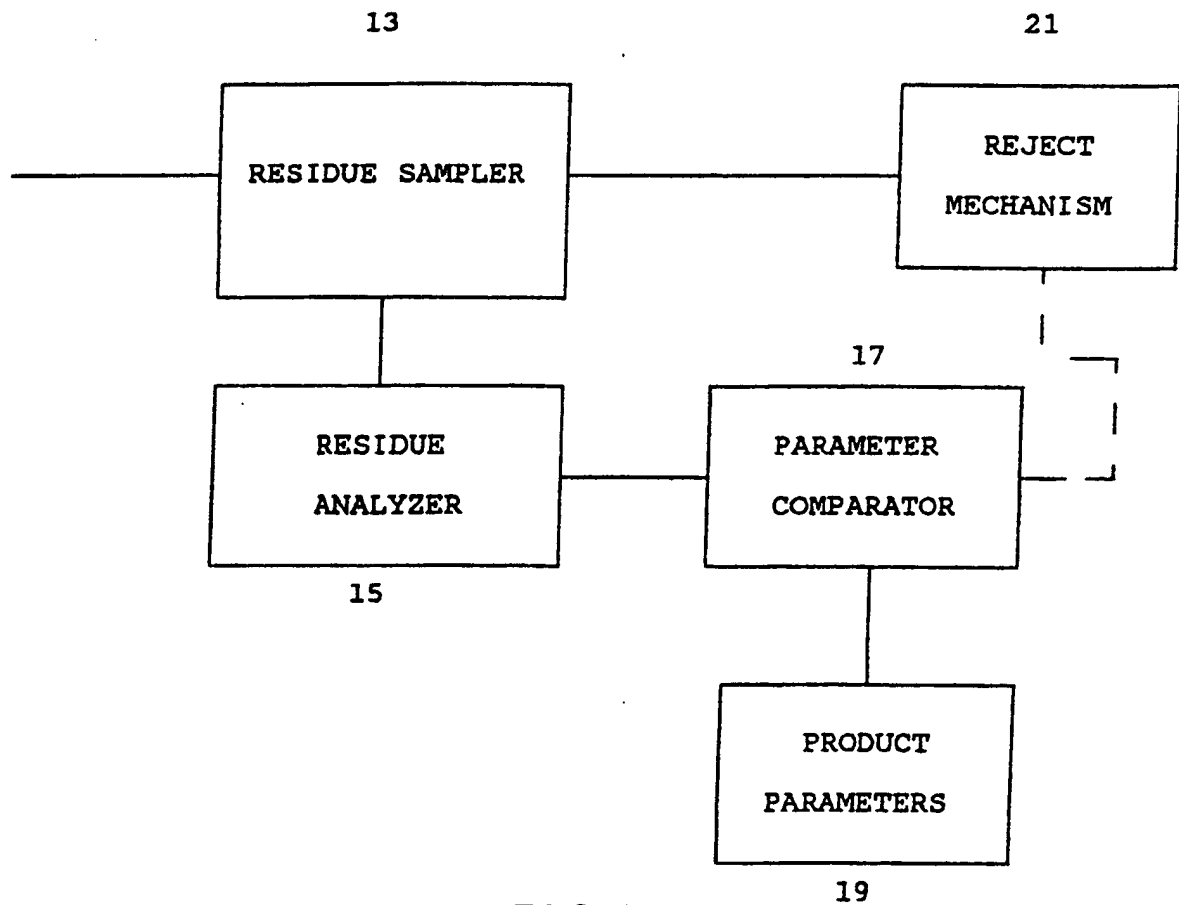 13
21
RESIDUE SAMPLER
REJECT
MECHANISM
17
RESIDUE
ANALYZER
PARAMETER
COMPARATOR
15
PRODUCT
PARAMETERS
19